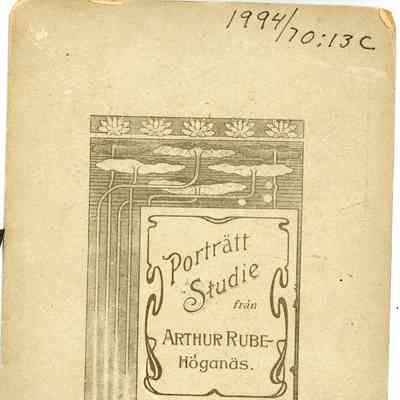 1994/70:13C
Porträtt
Studie
från
ARTHUR RUBE-
Höganäs.